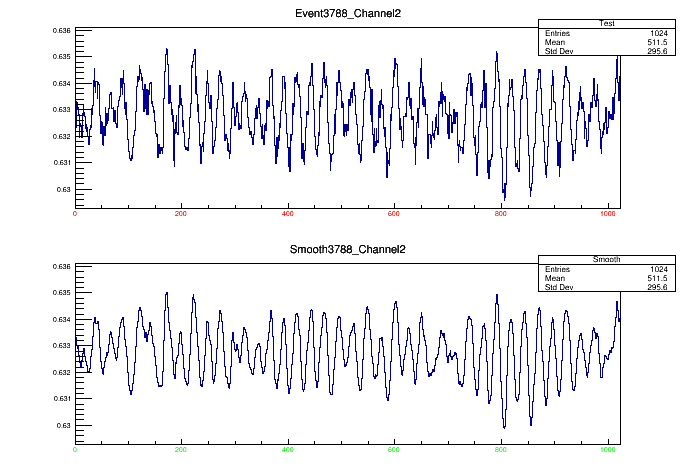 Event3788_Channel2
Test
Entries 1024
Mean 511.5
Std Dev 295.6
0.636
0.635
0.634
0.633
0.632
0.631
0.63
0 200 400 600 800 1000
Smooth3788_Channel2
Smooth
Entries 1024
Mean 511.5
Std Dev 295.6
0.636
0.635
0.634
0.633
0.632
0.631
0.63
0 200 400 600 800 1000